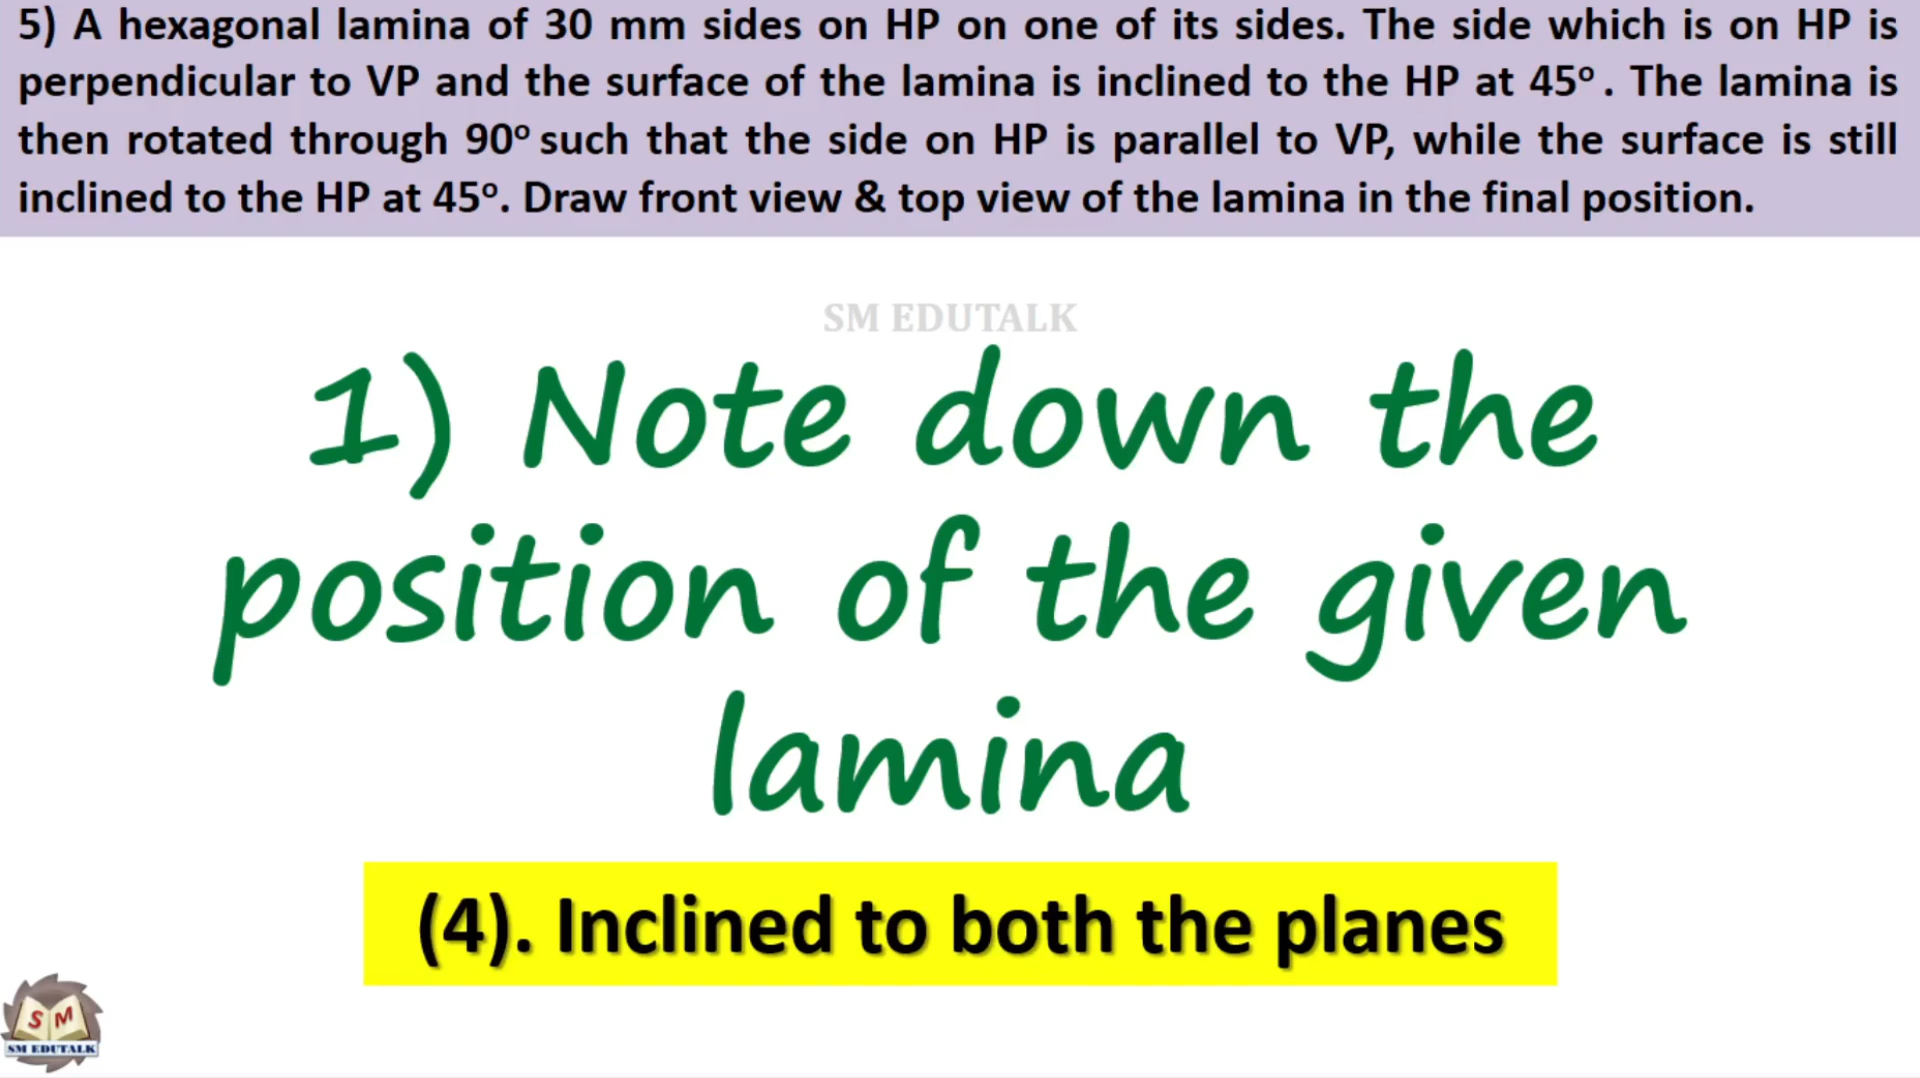 5) A hexagonal lamina of 30 mm sides on HP on one of its sides. The side which is on HP is
perpendicular to VP and the surface of the lamina is inclined to the HP at 45º . The lamina is
then rotated through 90º such that the side on HP is parallel to VP, while the surface is still
inclined to the HP at 45º. Draw front view & top view of the lamina in the final position.
SM EDUTALK
1) Note down the
position of the given
lamina
(4). Inclined to both the planes
S M
SM EDUTALK